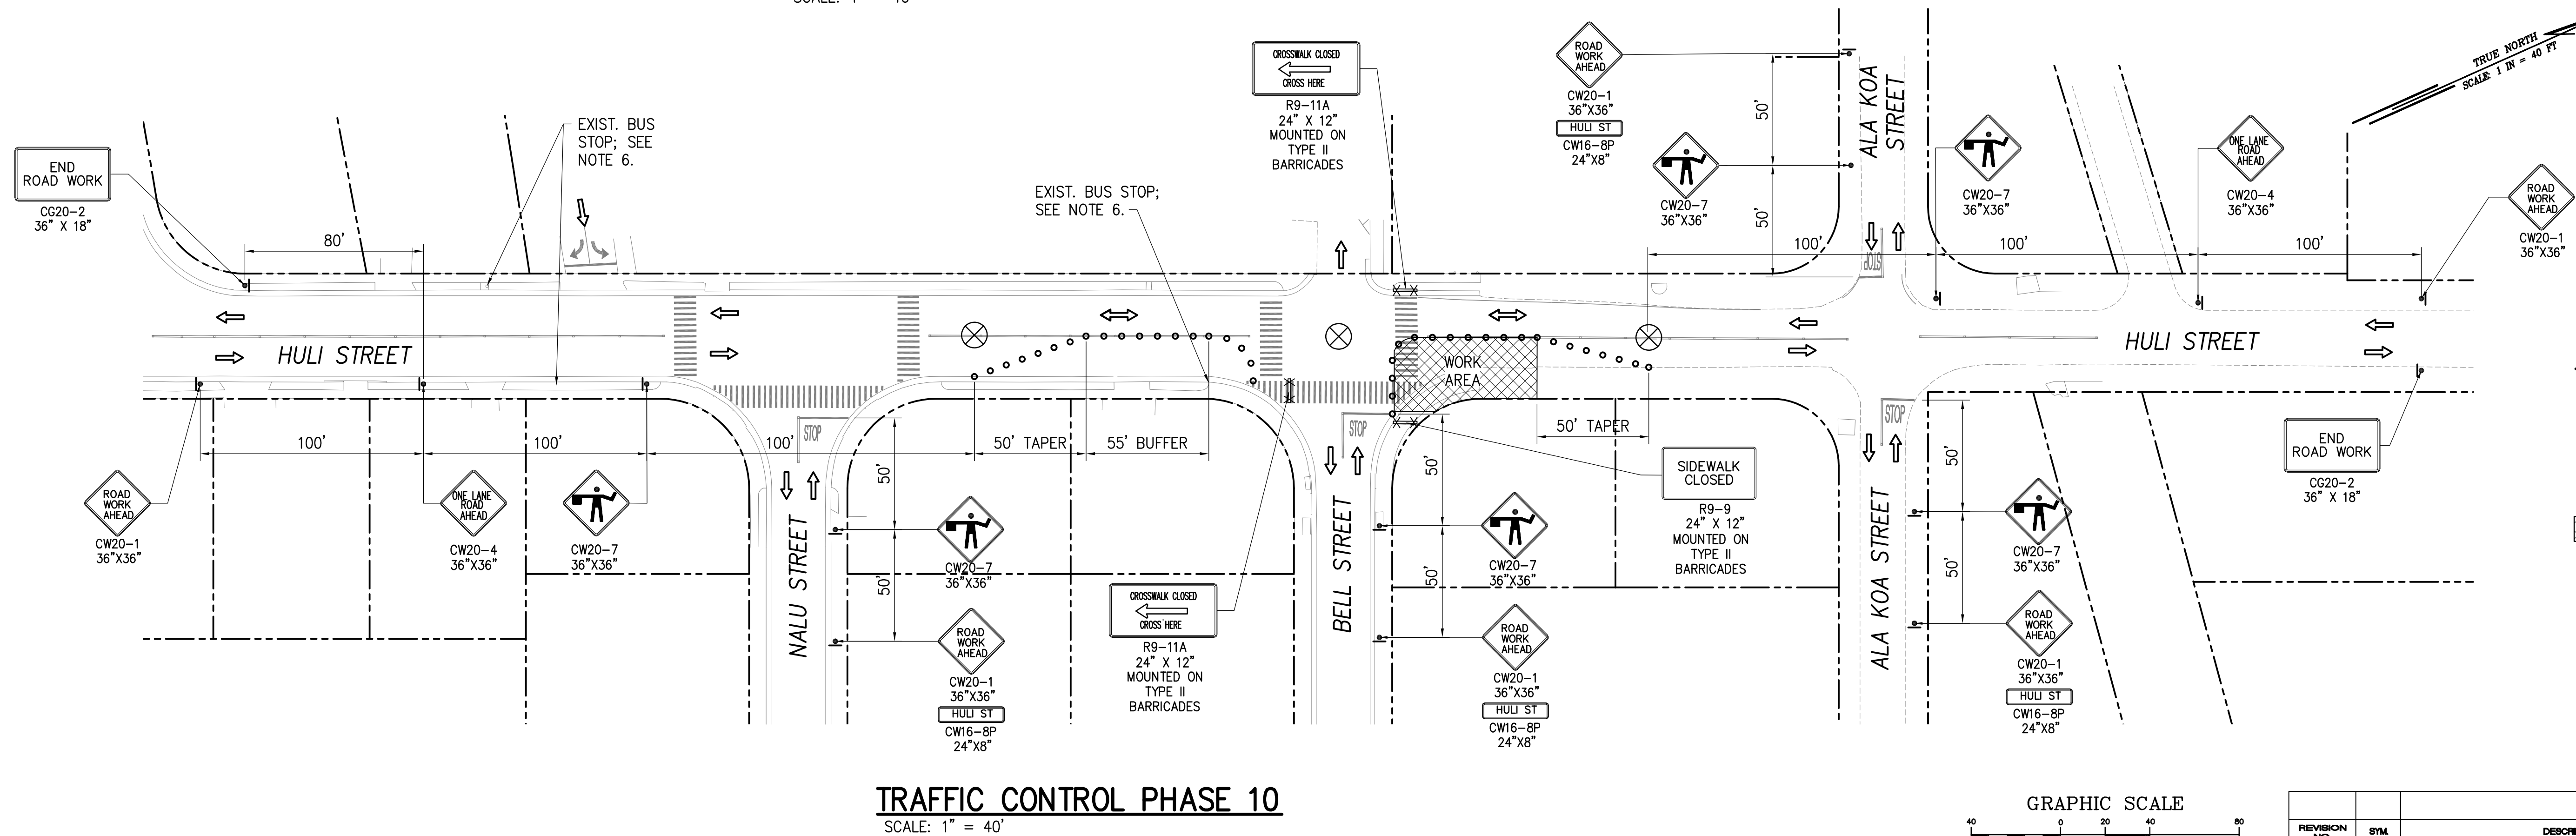 CROSSWALK CLOSED
CROSS HERE
R9-11A
24" X 12"
MOUNTED ON
TYPE II
BARRICADES
ROAD
WORK
AHEAD
CW20-1
36"X36"
HULI ST
CW16-8P
24"X8"
CW20-7
36"X36"
50'
50'
ALA KOA
STREET
CW20-7
36"X36"
ONE LANE
ROAD
AHEAD
CW20-4
36"X36"
TRUE NORTH
SCALE: 1 IN = 40 FT
ROAD
WORK
AHEAD
CW20-1
36"X36"
END
ROAD WORK
CG20-2
36" X 18"
EXIST. BUS
STOP; SEE
NOTE 6.
EXIST. BUS STOP;
SEE NOTE 6.
80'
100'
100'
100'
STOP
HULI STREET
HULI STREET
WORK
AREA
100'
100'
100'
50' TAPER
55' BUFFER
50' TAPER
STOP
STOP
STOP
ROAD
WORK
AHEAD
CW20-1
36"X36"
ONE LANE
ROAD
AHEAD
CW20-4
36"X36"
CW20-7
36"X36"
NALU STREET
50'
50'
CW20-7
36"X36"
ROAD
WORK
AHEAD
CW20-1
36"X36"
HULI ST
CW16-8P
24"X8"
CROSSWALK CLOSED
CROSS HERE
R9-11A
24" X 12"
MOUNTED ON
TYPE II
BARRICADES
BELL STREET
50'
50'
CW20-7
36"X36"
ROAD
WORK
AHEAD
CW20-1
36"X36"
HULI ST
CW16-8P
24"X8"
SIDEWALK
CLOSED
R9-9
24" X 12"
MOUNTED ON
TYPE II
BARRICADES
ALA KOA STREET
50'
50'
CW20-7
36"X36"
ROAD
WORK
AHEAD
CW20-1
36"X36"
HULI ST
CW16-8P
24"X8"
END
ROAD WORK
CG20-2
36" X 18"
TRAFFIC CONTROL PHASE 10
SCALE: 1" = 40'
GRAPHIC SCALE
40 0 20 40 80
REVISION
SYM.